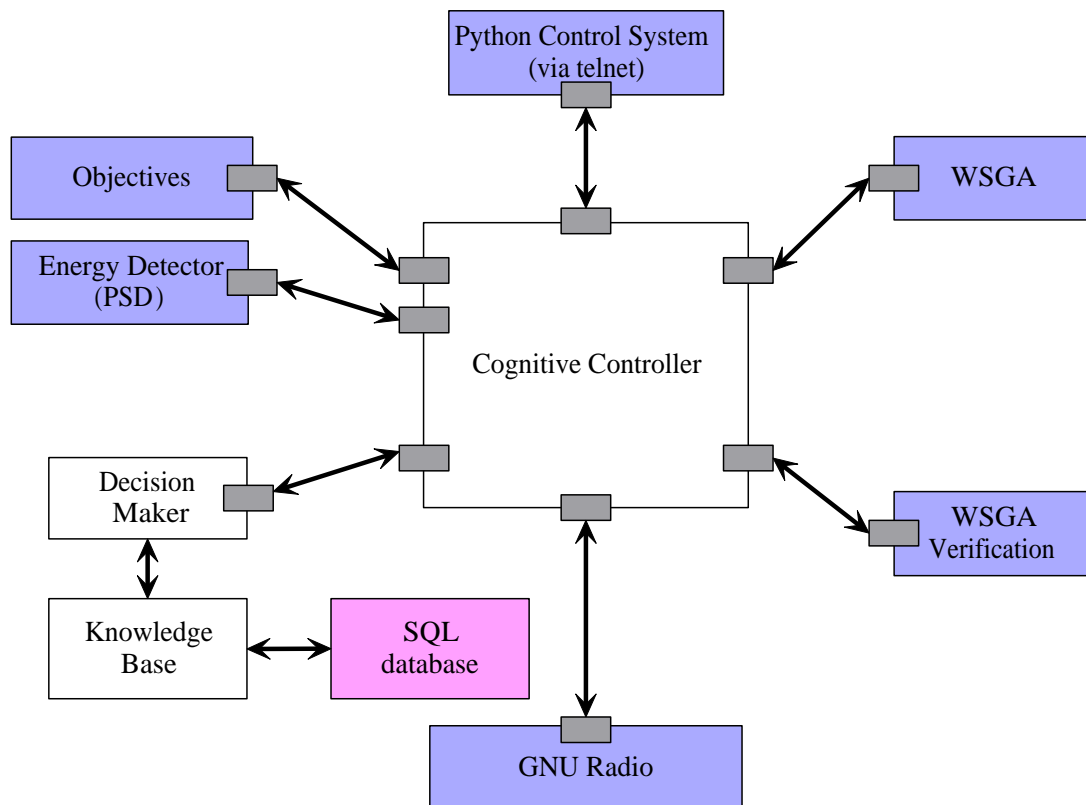 Python Control System
(via telnet)
Objectives
WSGA
Energy Detector
(PSD)
Cognitive Controller
Decision
Maker
WSGA
Verification
Knowledge
Base
SQL
database
GNU Radio